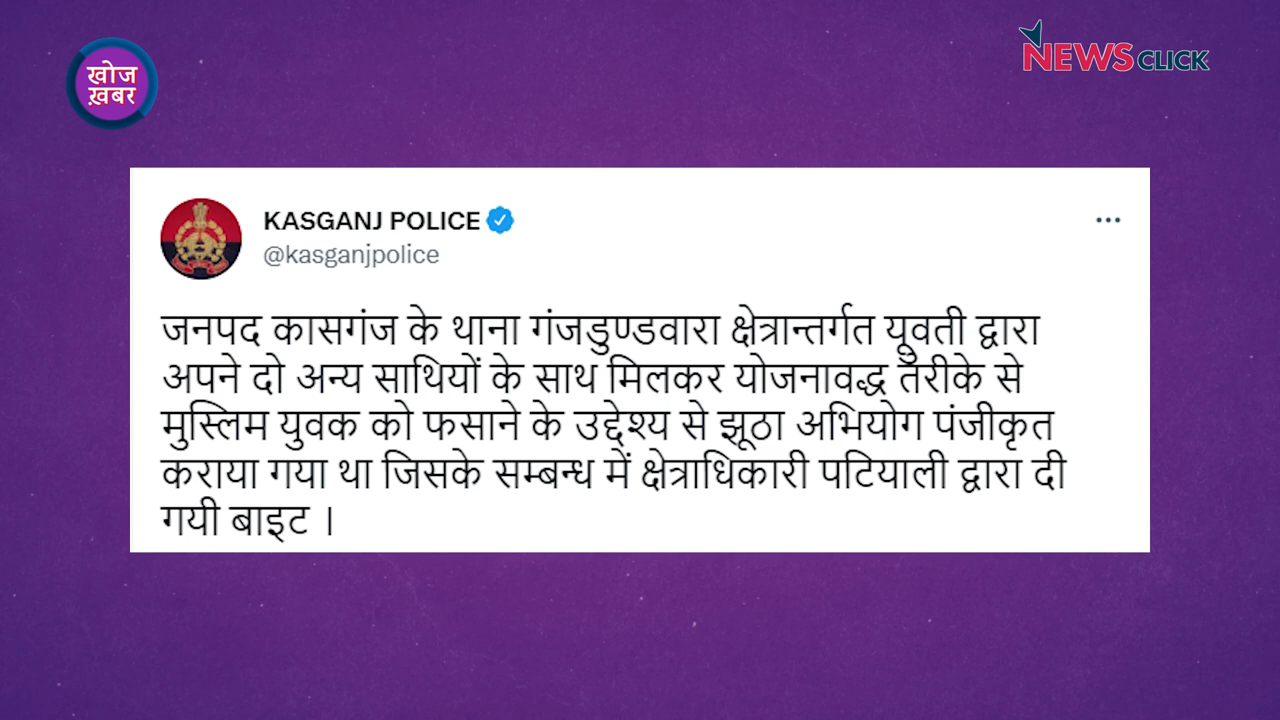 खोज
ख़बर
NEWSCLICK
KASGANJ POLICE
@kasganjpolice
जनपद कासगंज के थाना गंजडुण्डवारा क्षेत्रान्तर्गत युवती द्वारा
अपने दो अन्य साथियों के साथ मिलकर योजनावद्ध तरीके से
मुस्लिम युवक को फसाने के उद्देश्य से झूठा अभियोग पंजीकृत
कराया गया था जिसके सम्बन्ध में क्षेत्राधिकारी पटियाली द्वारा दी
गयी बाइट ।